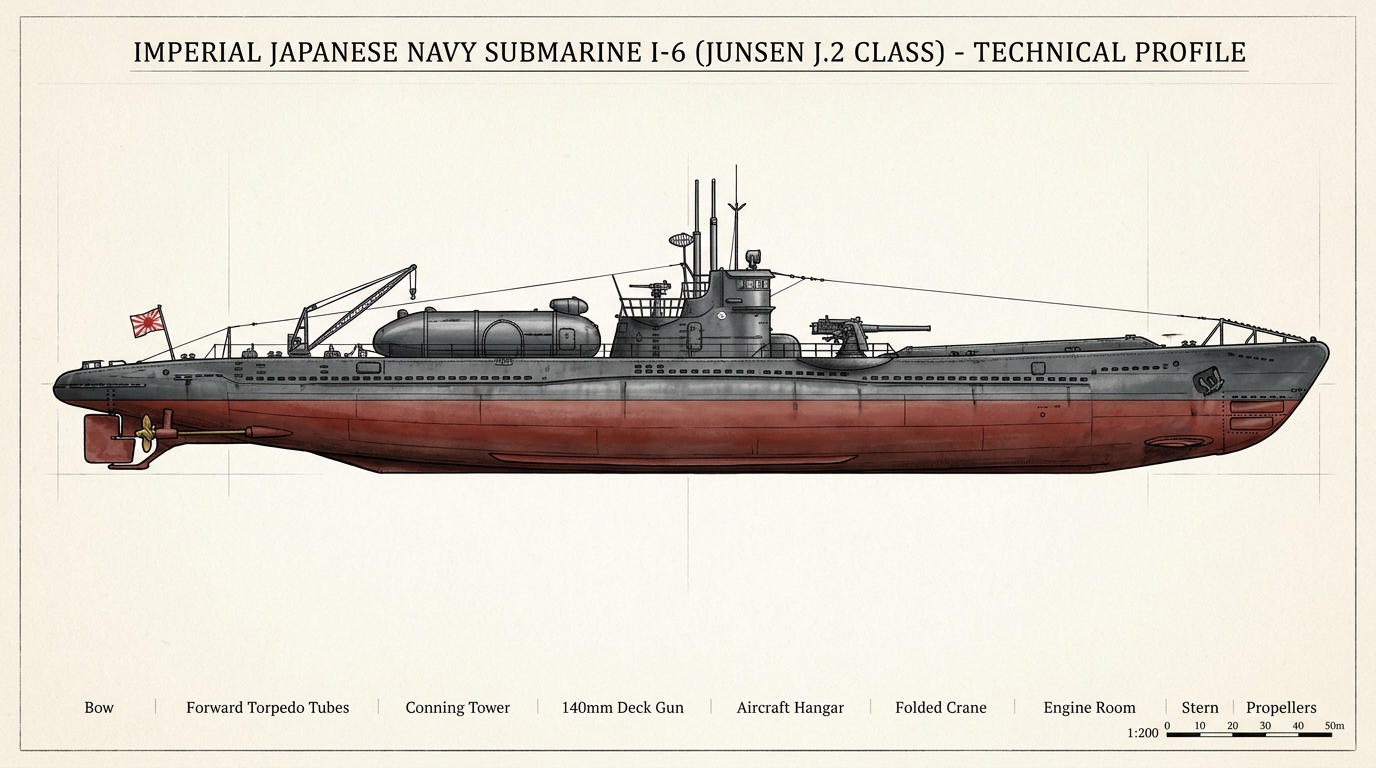 IMPERIAL JAPANESE NAVY SUBMARINE I-6 (JUNSEN J.2 CLASS) – TECHNICAL PROFILE
Bow | Forward Torpedo Tubes | Conning Tower | 140mm Deck Gun | Aircraft Hangar | Folded Crane | Engine Room | Stern | Propellers
1:200 0 10 20 30 40 50m